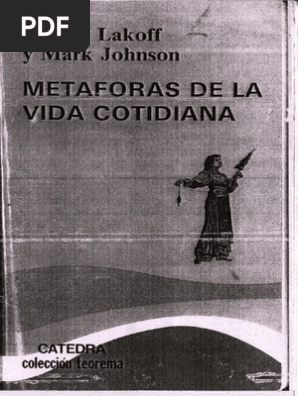 PDF
Lakoff
y Mark Johnson
METAFORAS DE LA
VIDA COTIDIANA
CATEDRA
colección teorema